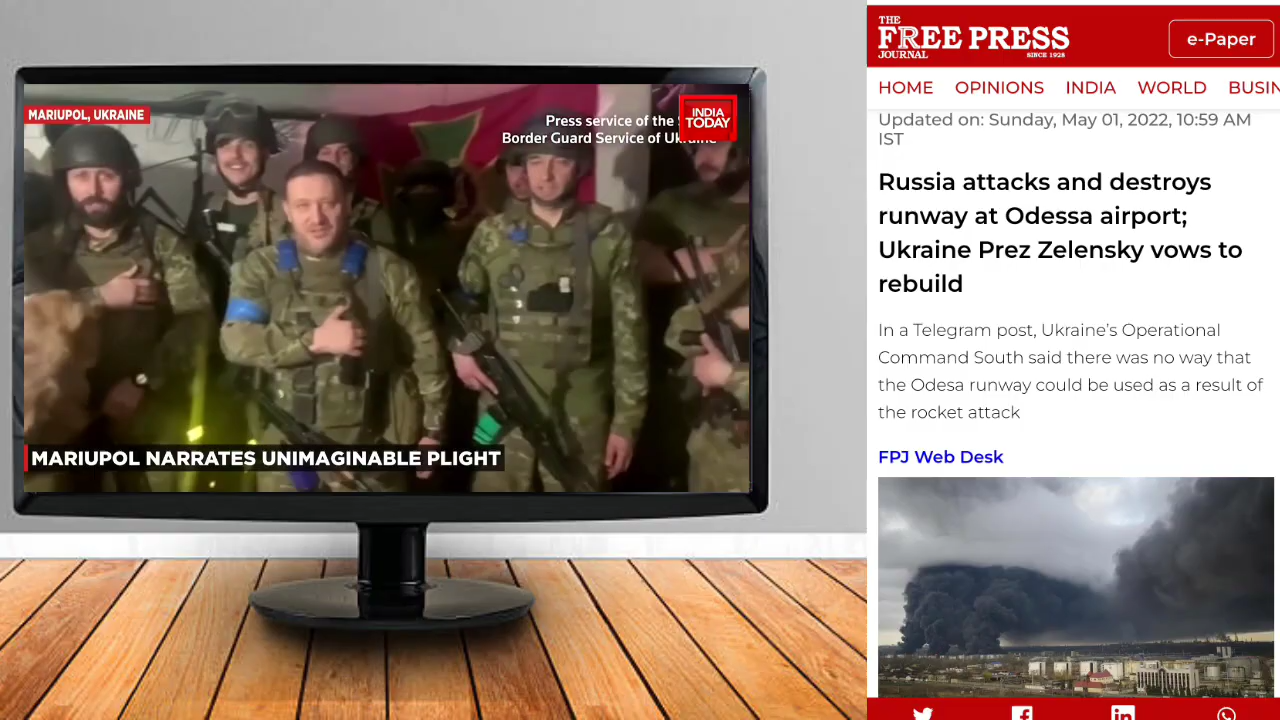 MARIUPOL, UKRAINE
Press service of the
Border Guard Service of Ukraine
INDIA
TODAY
MARIUPOL NARRATES UNIMAGINABLE PLIGHT
THE
FREE PRESS
JOURNAL
SINCE 1928
e-Paper
HOME OPINIONS INDIA WORLD BUSIN
Updated on: Sunday, May 01, 2022, 10:59 AM
IST
Russia attacks and destroys
runway at Odessa airport;
Ukraine Prez Zelensky vows to
rebuild
In a Telegram post, Ukraine’s Operational
Command South said there was no way that
the Odesa runway could be used as a result of
the rocket attack
FPJ Web Desk